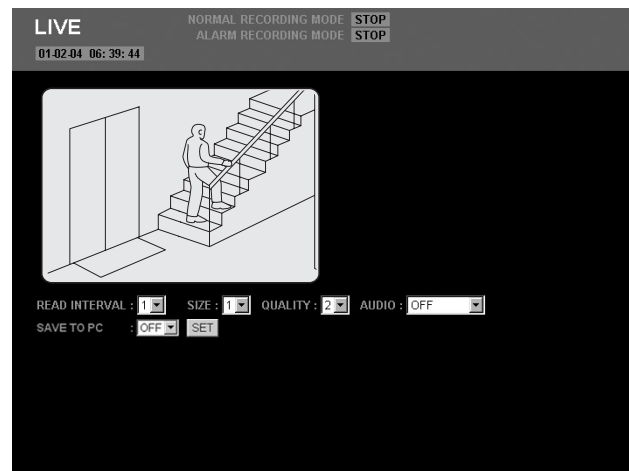 LIVE
NORMAL RECORDING MODE STOP
ALARM RECORDING MODE STOP
01-02-04 06:39:44
READ INTERVAL : 1 SIZE : 1 QUALITY : 2 AUDIO : OFF
SAVE TO PC : OFF SET